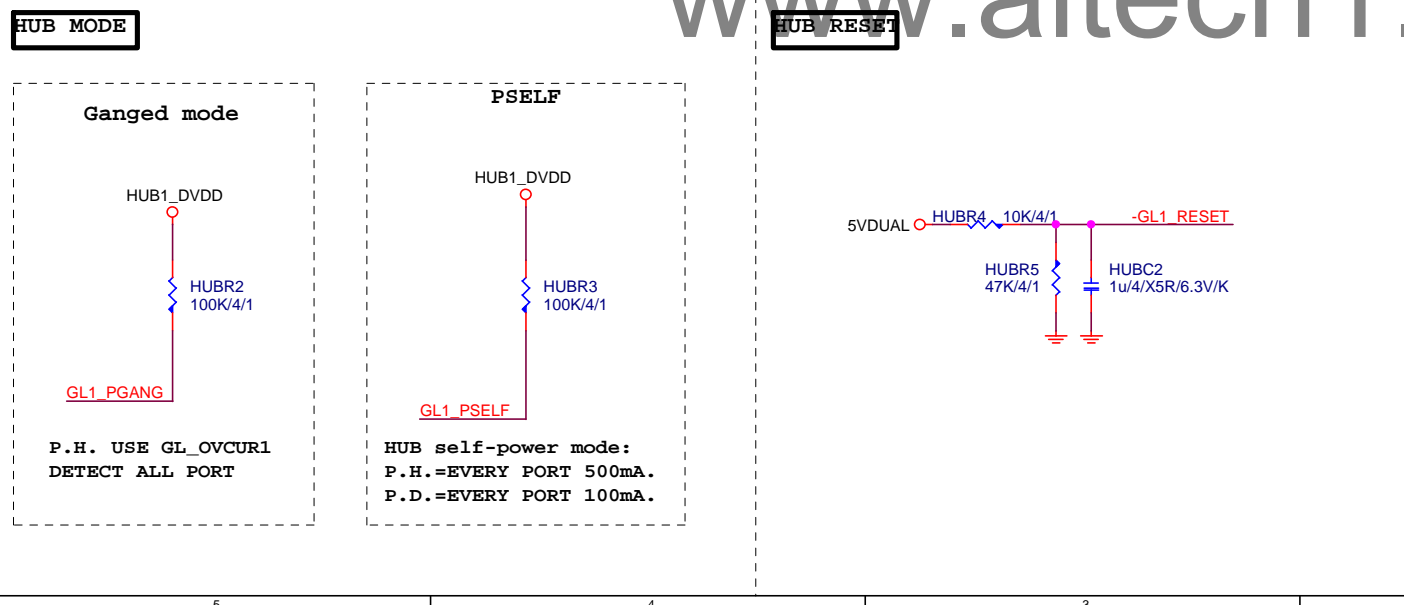 HUB MODE
Ganged mode
HUB1_DVDD
HUBR2
100K/4/1
GL1_PGANG
P.H. USE GL_OVCUR1
DETECT ALL PORT
PSELF
HUB1_DVDD
HUBR3
100K/4/1
GL1_PSELF
HUB self-power mode:
P.H.=EVERY PORT 500mA.
P.D.=EVERY PORT 100mA.
HUB RESET
5VDUAL
HUBR4 10K/4/1
-GL1_RESET
HUBR5
47K/4/1
HUBC2
1u/4/X5R/6.3V/K
5
4
3